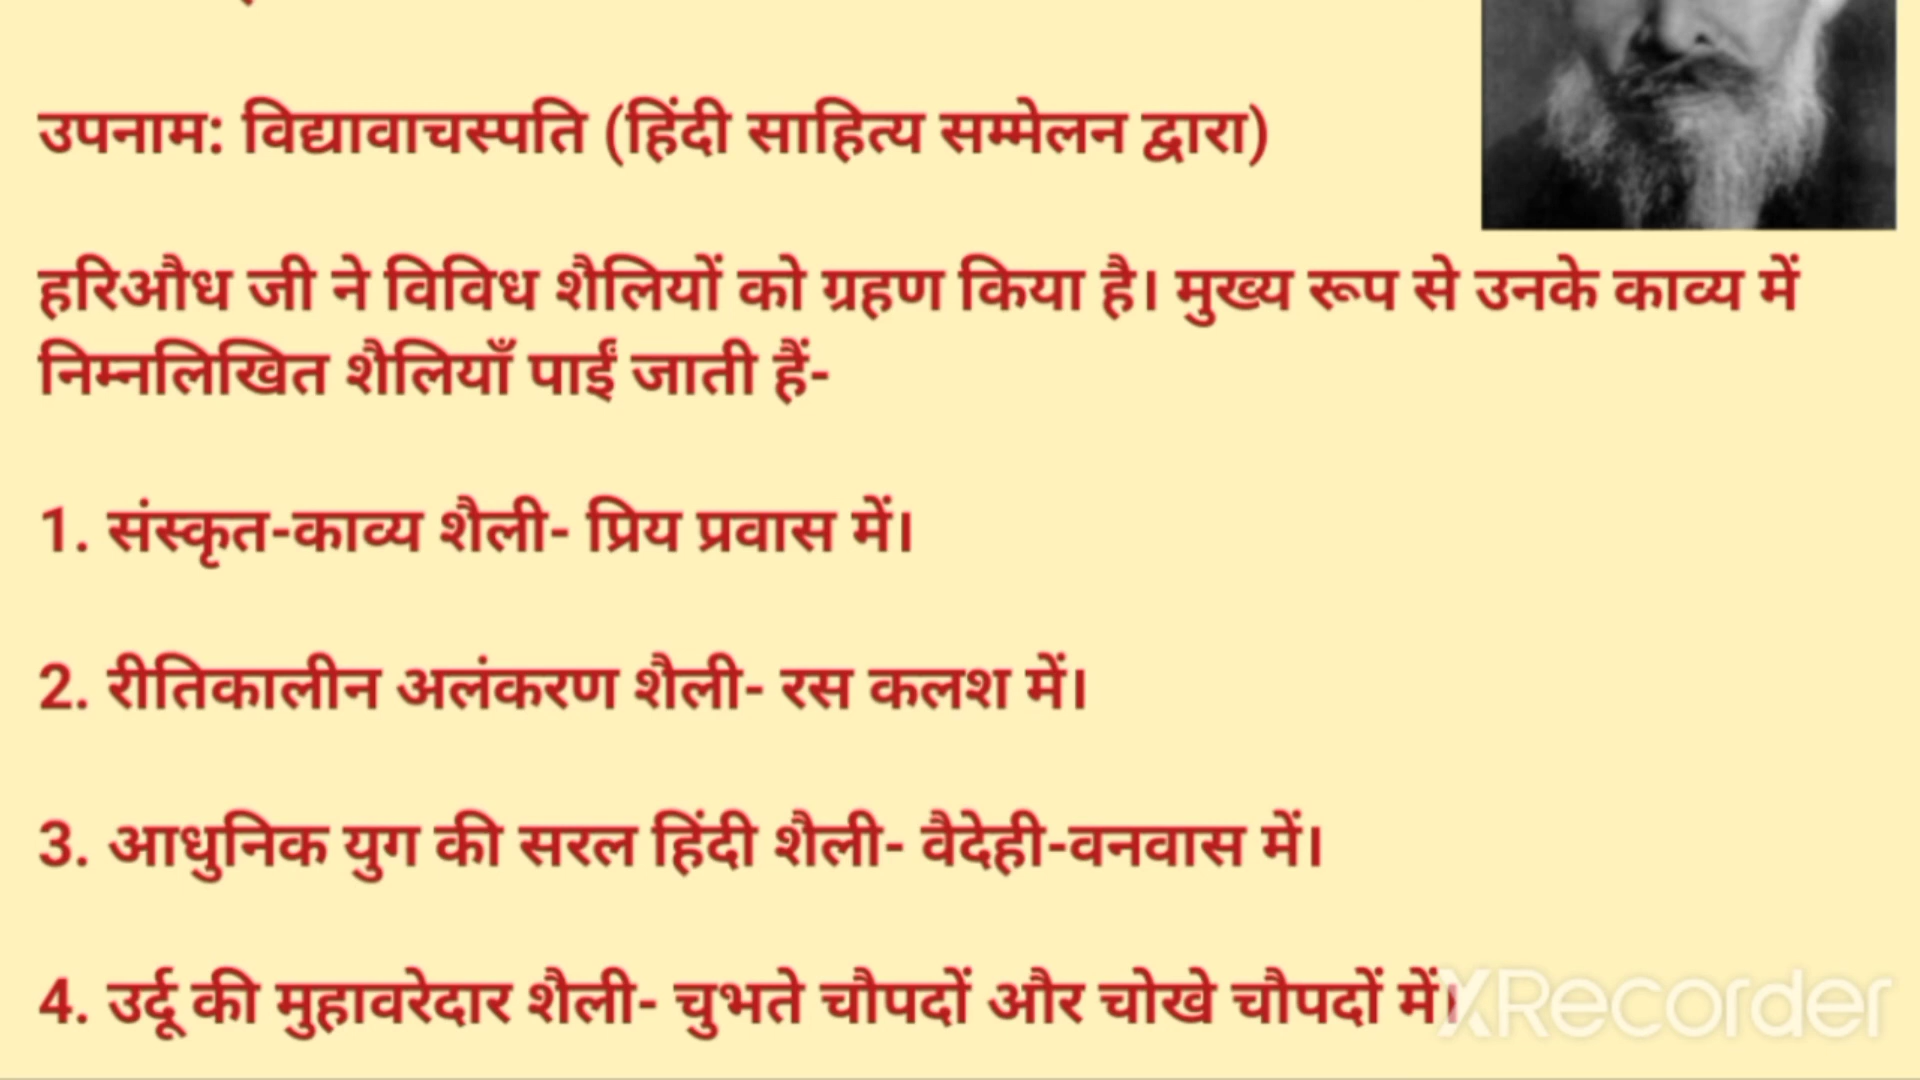 उपनाम: विद्यावाचस्पति (हिंदी साहित्य सम्मेलन द्वारा)
हरिऔध जी ने विविध शैलियों को ग्रहण किया है। मुख्य रूप से उनके काव्य में
निम्नलिखित शैलियाँ पाईं जाती हैं-
1. संस्कृत-काव्य शैली- प्रिय प्रवास में।
2. रीतिकालीन अलंकरण शैली- रस कलश में।
3. आधुनिक युग की सरल हिंदी शैली- वैदेही-वनवास में।
4. उर्दू की मुहावरेदार शैली- चुभते चौपदों और चोखे चौपदों में।
XRecorder